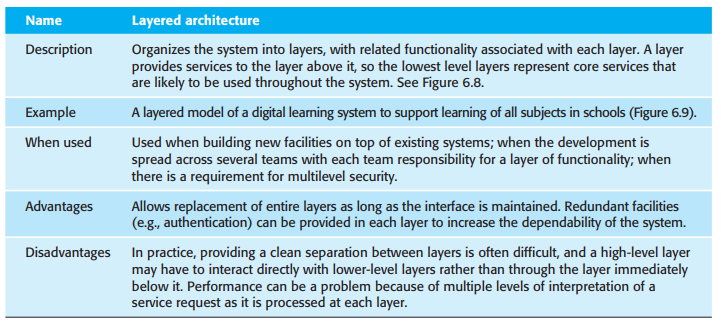 Name Layered architecture
Description Organizes the system into layers, with related functionality associated with each layer. A layer
provides services to the layer above it, so the lowest level layers represent core services that
are likely to be used throughout the system. See Figure 6.8.
Example A layered model of a digital learning system to support learning of all subjects in schools (Figure 6.9).
When used Used when building new facilities on top of existing systems; when the development is
spread across several teams with each team responsibility for a layer of functionality; when
there is a requirement for multilevel security.
Advantages Allows replacement of entire layers as long as the interface is maintained. Redundant facilities
(e.g., authentication) can be provided in each layer to increase the dependability of the system.
Disadvantages In practice, providing a clean separation between layers is often difficult, and a high-level layer
may have to interact directly with lower-level layers rather than through the layer immediately
below it. Performance can be a problem because of multiple levels of interpretation of a
service request as it is processed at each layer.